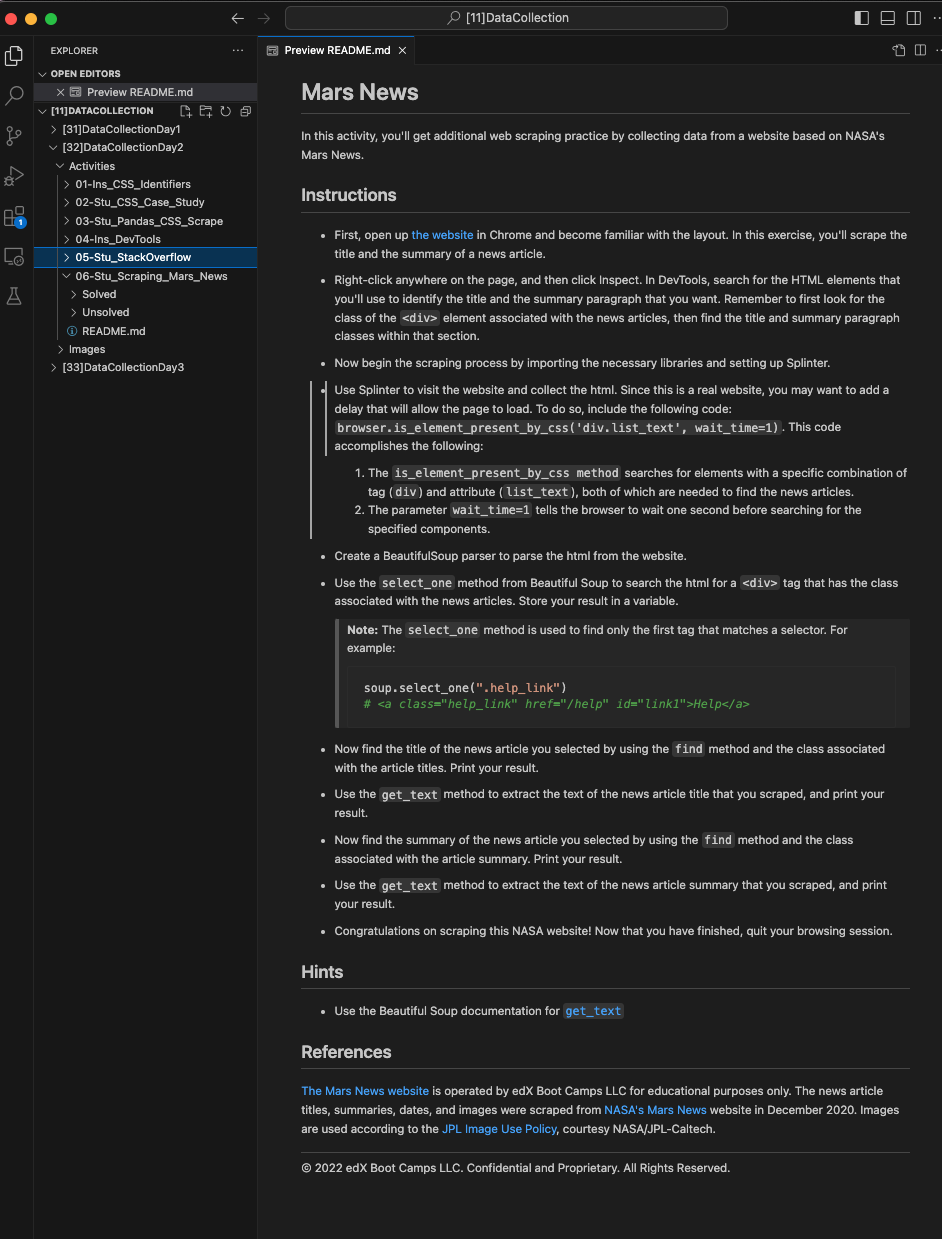 [11]DataCollection
EXPLORER
OPEN EDITORS
Preview README.md
[11]DATACOLLECTION
[31]DataCollectionDay1
[32]DataCollectionDay2
Activities
01-Ins_CSS_Identifiers
02-Stu_CSS_Case_Study
03-Stu_Pandas_CSS_Scrape
04-Ins_DevTools
05-Stu_StackOverflow
06-Stu_Scraping_Mars_News
Solved
Unsolved
README.md
Images
[33]DataCollectionDay3
1
Preview README.md
Mars News
In this activity, you'll get additional web scraping practice by collecting data from a website based on NASA's
Mars News.
Instructions
• First, open up the website in Chrome and become familiar with the layout. In this exercise, you'll scrape the
title and the summary of a news article.
• Right-click anywhere on the page, and then click Inspect. In DevTools, search for the HTML elements that
you'll use to identify the title and the summary paragraph that you want. Remember to first look for the
class of the <div> element associated with the news articles, then find the title and summary paragraph
classes within that section.
• Now begin the scraping process by importing the necessary libraries and setting up Splinter.
• Use Splinter to visit the website and collect the html. Since this is a real website, you may want to add a
delay that will allow the page to load. To do so, include the following code:
browser.is_element_present_by_css('div.list_text', wait_time=1). This code
accomplishes the following:
1. The is_element_present_by_css method searches for elements with a specific combination of
tag (div) and attribute (list_text), both of which are needed to find the news articles.
2. The parameter wait_time=1 tells the browser to wait one second before searching for the
specified components.
• Create a BeautifulSoup parser to parse the html from the website.
• Use the select_one method from Beautiful Soup to search the html for a <div> tag that has the class
associated with the news articles. Store your result in a variable.
Note: The select_one method is used to find only the first tag that matches a selector. For
example:
soup.select_one(".help_link")
# <a class="help_link" href="/help" id="link1">Help</a>
• Now find the title of the news article you selected by using the find method and the class associated
with the article titles. Print your result.
• Use the get_text method to extract the text of the news article title that you scraped, and print your
result.
• Now find the summary of the news article you selected by using the find method and the class
associated with the article summary. Print your result.
• Use the get_text method to extract the text of the news article summary that you scraped, and print
your result.
• Congratulations on scraping this NASA website! Now that you have finished, quit your browsing session.
Hints
• Use the Beautiful Soup documentation for get_text
References
The Mars News website is operated by edX Boot Camps LLC for educational purposes only. The news article
titles, summaries, dates, and images were scraped from NASA's Mars News website in December 2020. Images
are used according to the JPL Image Use Policy, courtesy NASA/JPL-Caltech.
© 2022 edX Boot Camps LLC. Confidential and Proprietary. All Rights Reserved.